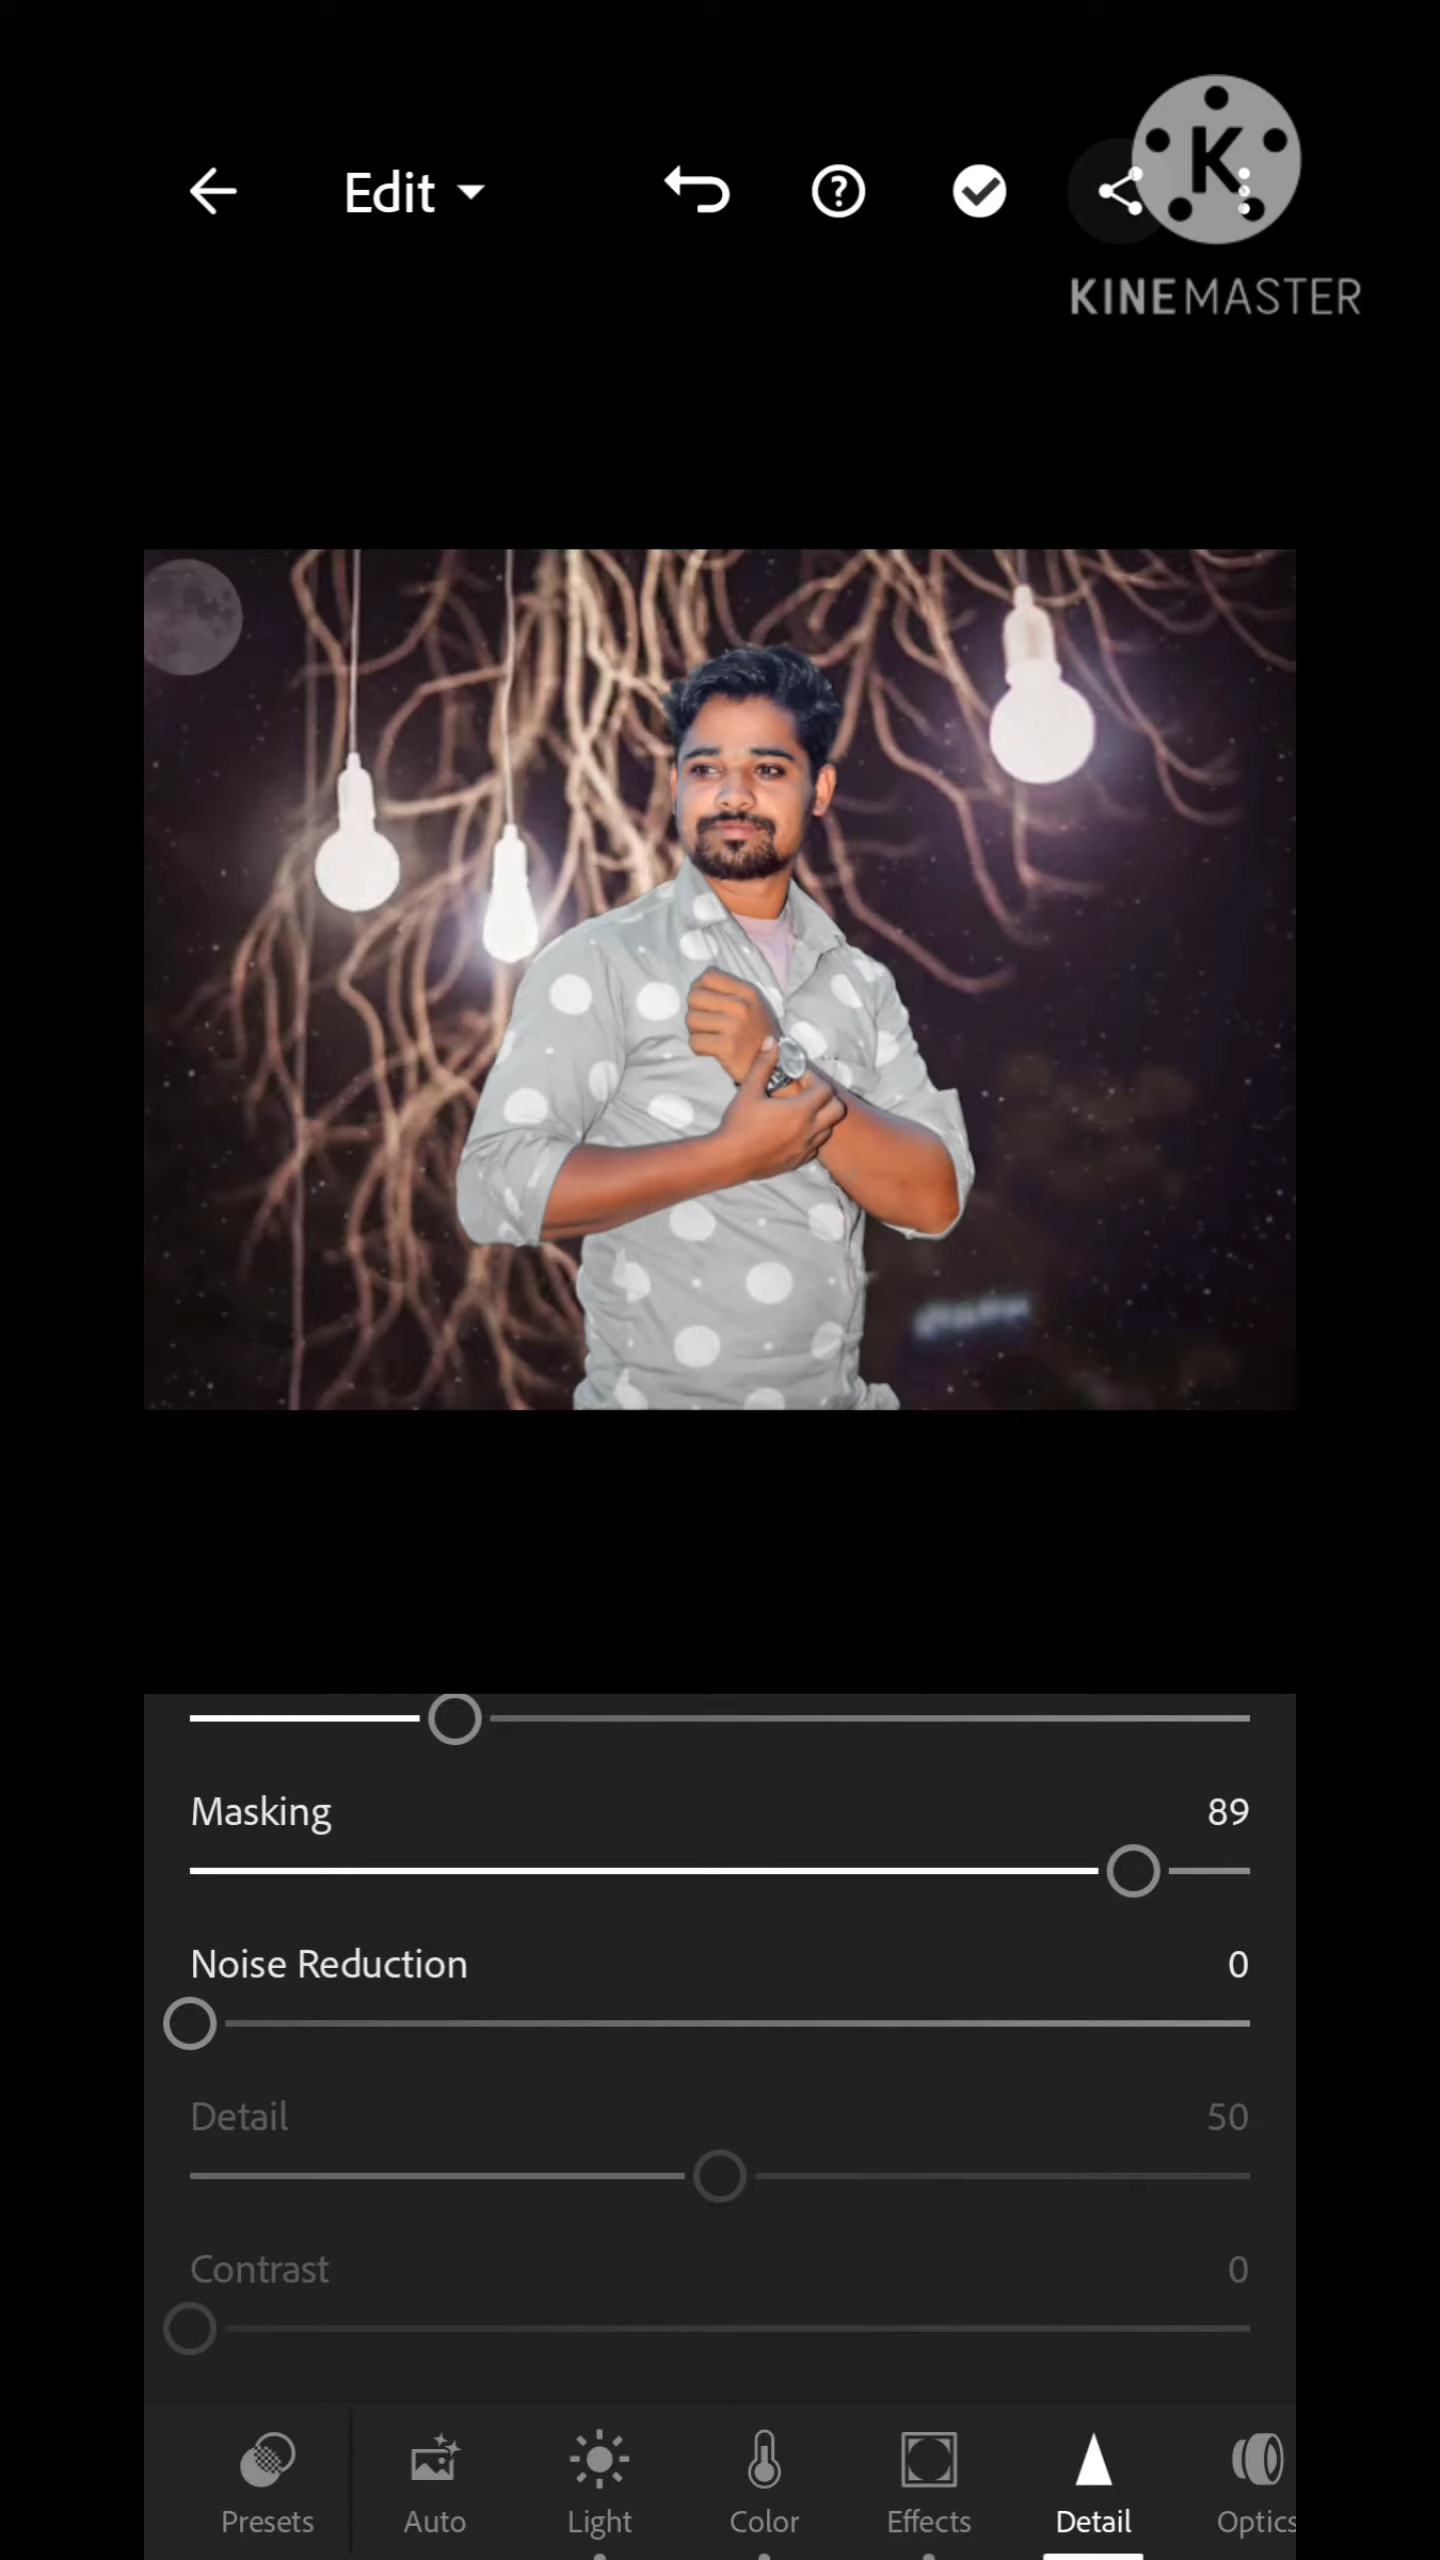 Edit
K
KINEMASTER
Masking 89
Noise Reduction 0
Detail 50
Contrast 0
Presets Auto Light Color Effects Detail Optics